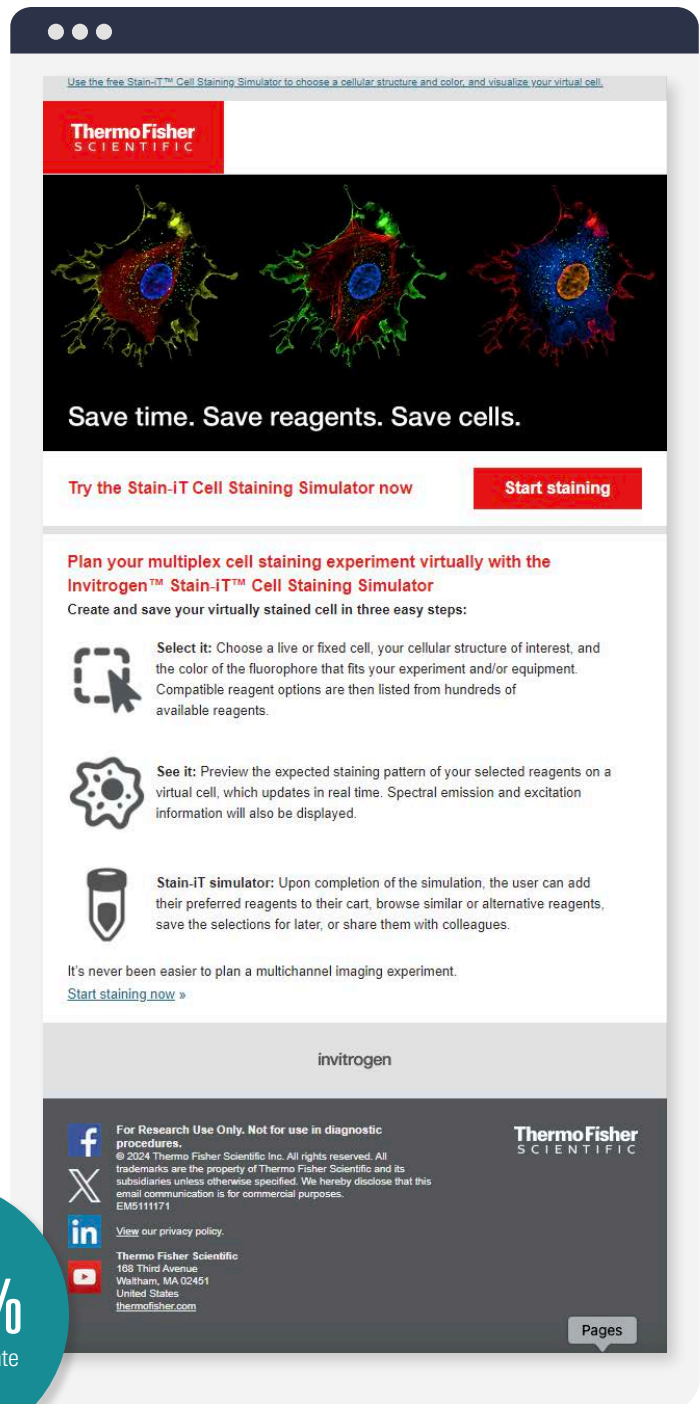 Use the free Stain-iT™ Cell Staining Simulator to choose a cellular structure and color, and visualize your virtual cell.
ThermoFisher
SCIENTIFIC
Save time. Save reagents. Save cells.
Try the Stain-iT Cell Staining Simulator now
Start staining
Plan your multiplex cell staining experiment virtually with the
Invitrogen™ Stain-iT™ Cell Staining Simulator
Create and save your virtually stained cell in three easy steps:
Select it: Choose a live or fixed cell, your cellular structure of interest, and
the color of the fluorophore that fits your experiment and/or equipment.
Compatible reagent options are then listed from hundreds of
available reagents.
See it: Preview the expected staining pattern of your selected reagents on a
virtual cell, which updates in real time. Spectral emission and excitation
information will also be displayed.
Stain-iT simulator: Upon completion of the simulation, the user can add
their preferred reagents to their cart, browse similar or alternative reagents,
save the selections for later, or share them with colleagues.
It's never been easier to plan a multichannel imaging experiment.
Start staining now »
invitrogen
For Research Use Only. Not for use in diagnostic
procedures.
© 2024 Thermo Fisher Scientific Inc. All rights reserved. All
trademarks are the property of Thermo Fisher Scientific and its
subsidiaries unless otherwise specified. We hereby disclose that this
email communication is for commercial purposes.
EM5111171
View our privacy policy.
Thermo Fisher Scientific
168 Third Avenue
Waltham, MA 02451
United States
thermofisher.com
ThermoFisher
SCIENTIFIC
Pages
%